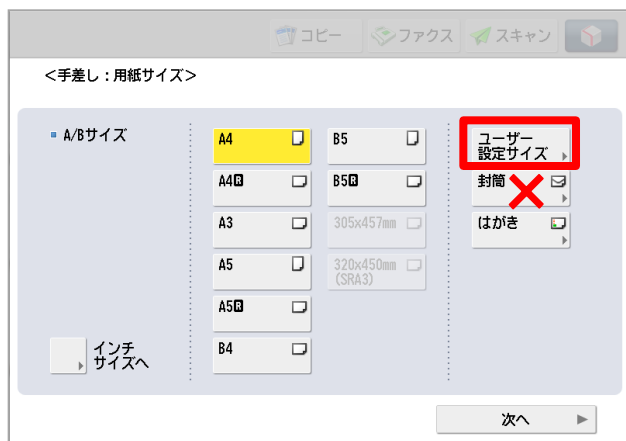 コピー
ファクス
スキャン
<手差し:用紙サイズ>
A/Bサイズ
A4
B5
ユーザー
設定サイズ
A4R
B5R
封筒
A3
305x457mm
はがき
A5
320x450mm
(SRA3)
A5R
B4
インチ
サイズへ
次へ